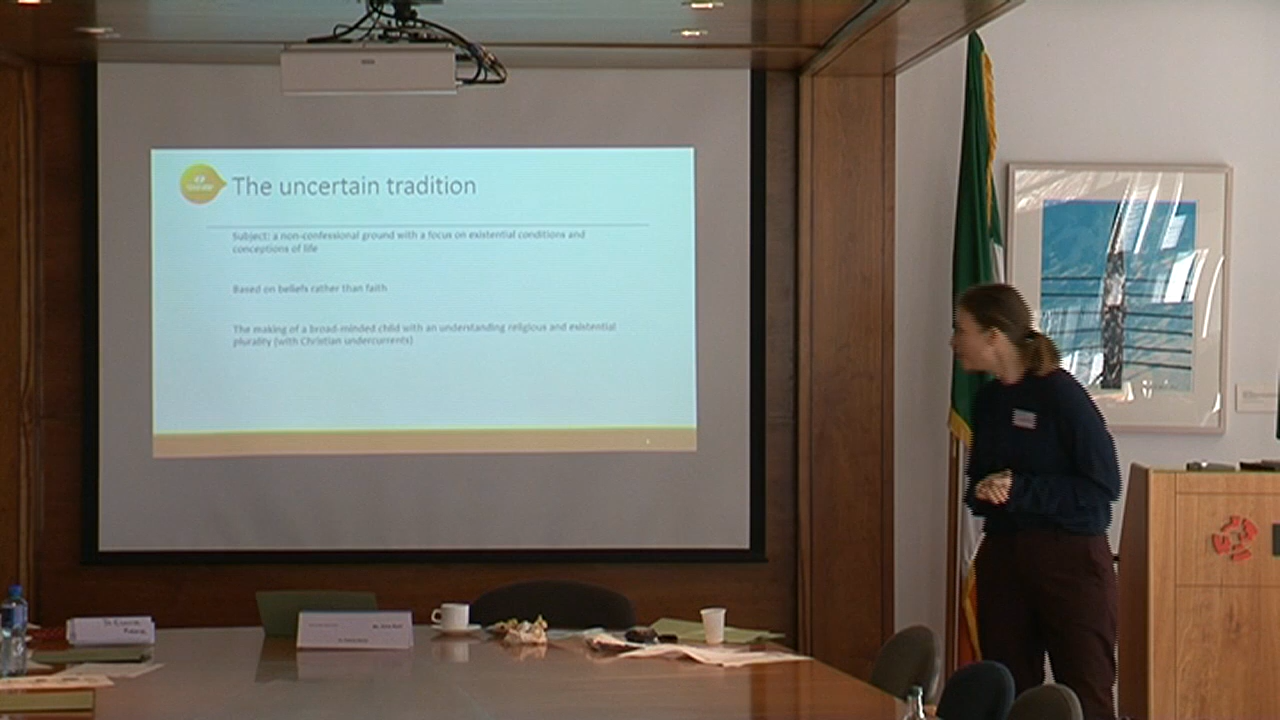 The uncertain tradition
Subject: a non-confessional ground with a focus on existential conditions and
conceptions of life
Based on beliefs rather than faith
The making of a broad-minded child with an understanding religious and existential
plurality (with Christian undercurrents)